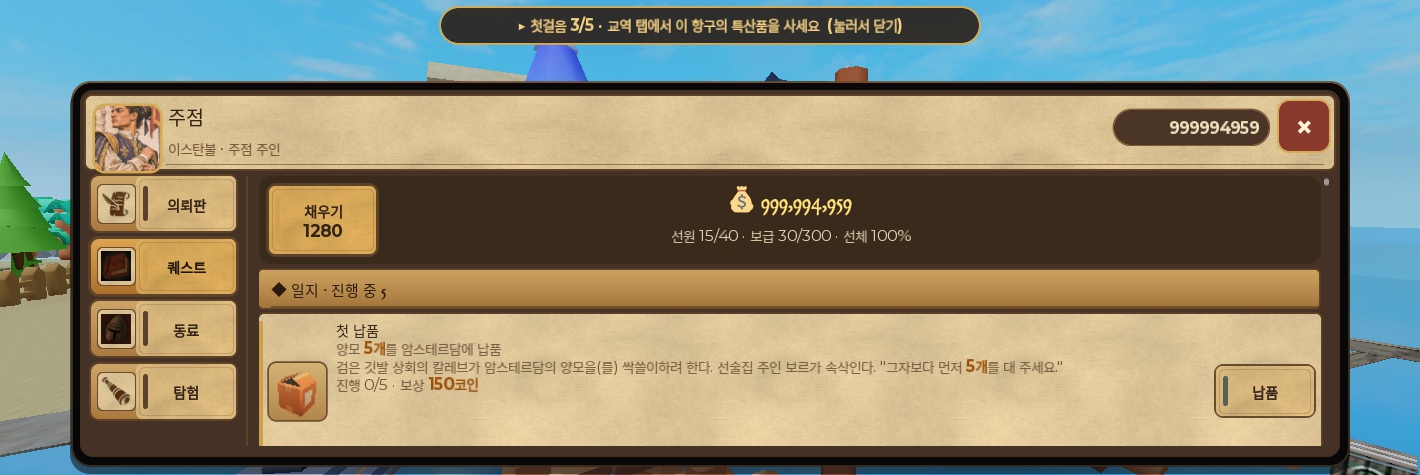 ▸ 첫걸음 3/5 · 교역 탭에서 이 항구의 특산품을 사세요 (눌러서 닫기)
주점
이스탄불 · 주점 주인
999994959
×
의뢰판
퀘스트
동료
탐험
채우기
1280
999,994,959
선원 15/40 · 보급 30/300 · 선체 100%
◆ 일지 · 진행 중 5
첫 납품
양모 5개를 암스테르담에 납품
검은 깃발 상회의 칼레브가 암스테르담의 양모을(를) 싹쓸이하려 한다. 선술집 주인 보르가 속삭인다. "그자보다 먼저 5개를 대 주세요."
진행 0/5 · 보상 150코인
납품